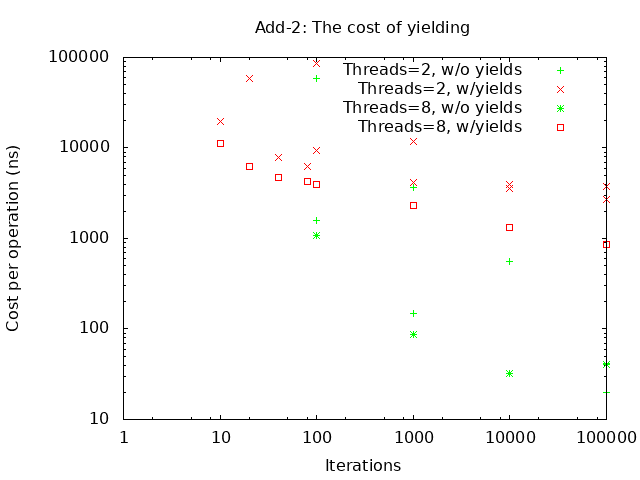 Add-2: The cost of yielding
Cost per operation (ns)
100000
10000
1000
100
10
Threads=2, w/o yields
Threads=2, w/yields
Threads=8, w/o yields
Threads=8, w/yields
1 10 100 1000 10000 100000
Iterations